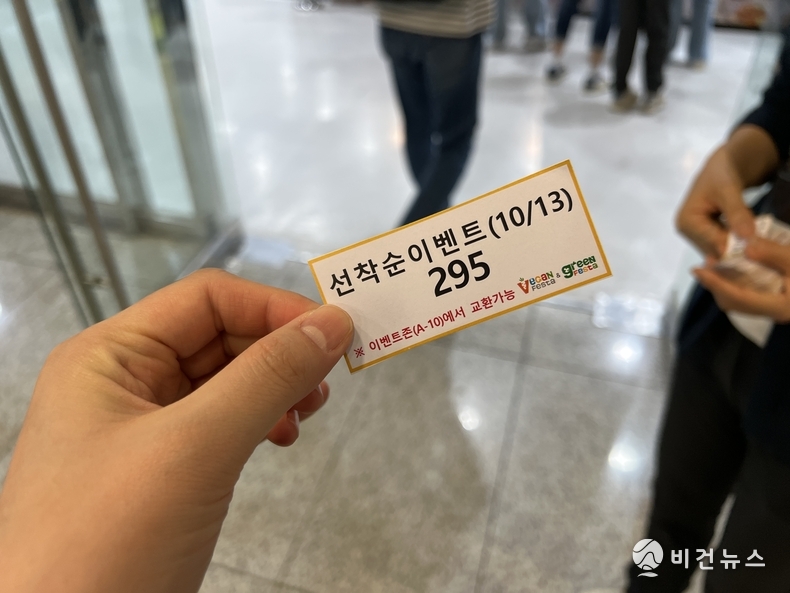 선착순이벤트(10/13)
295
※ 이벤트존(A-10)에서 교환가능
VEGAN Festa & green Festa
비건뉴스